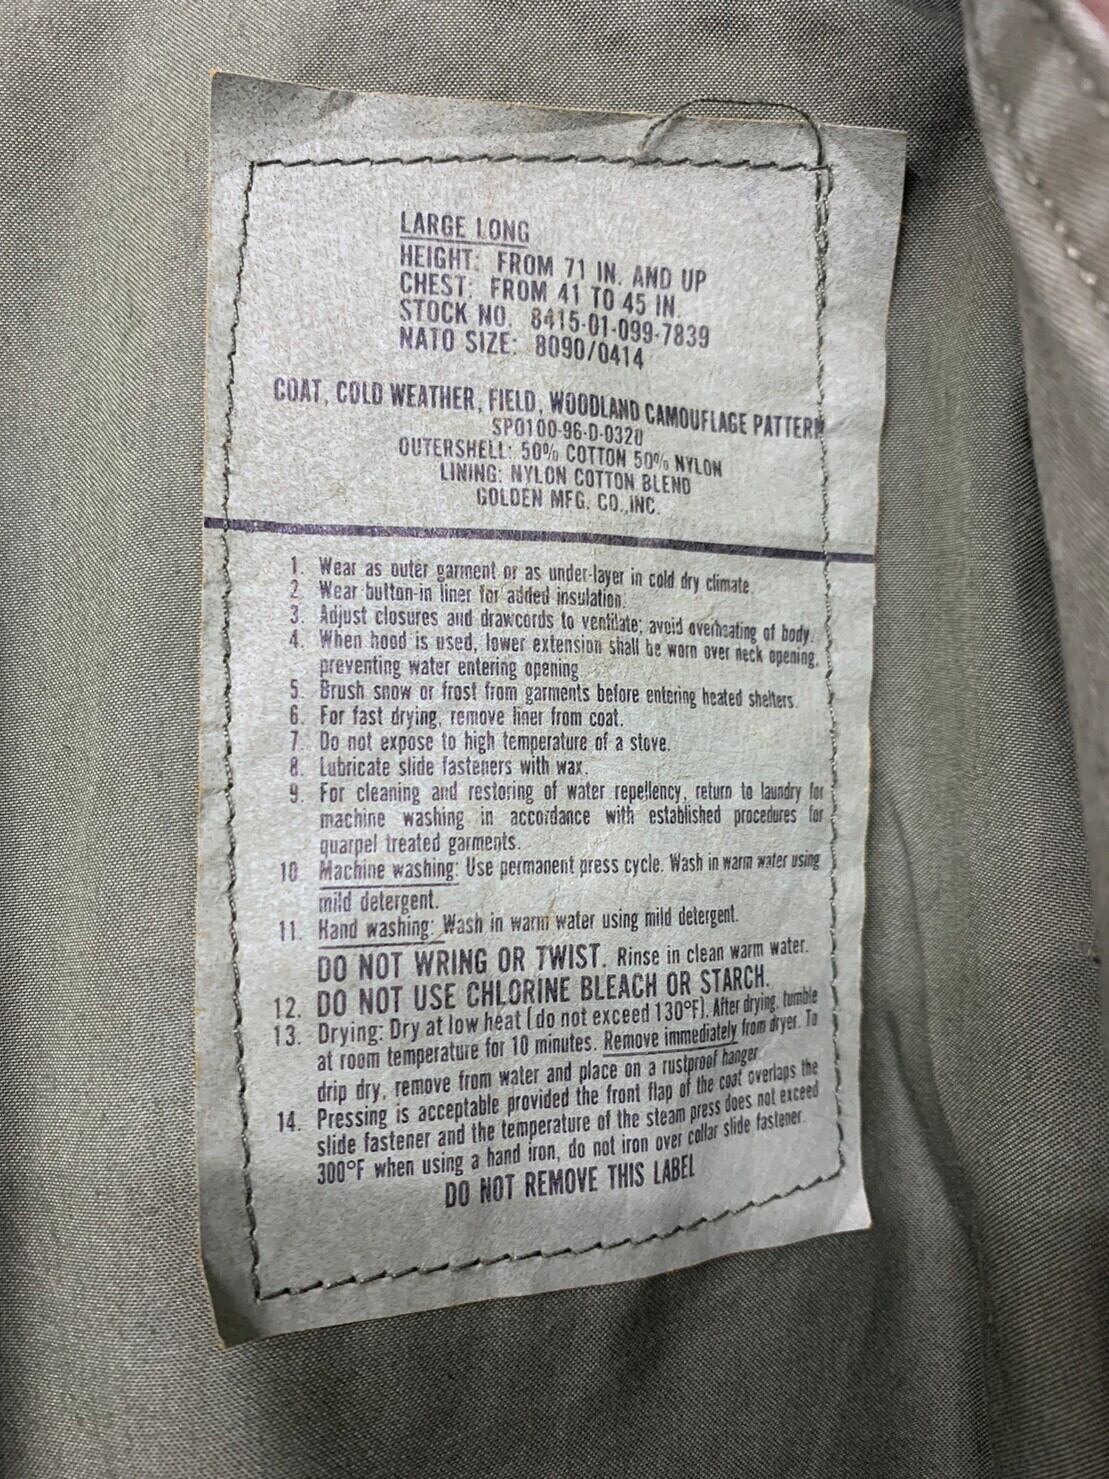 LARGE LONG
HEIGHT: FROM 71 IN. AND UP
CHEST: FROM 41 TO 45 IN.
STOCK NO. 8415-01-099-7839
NATO SIZE: 8090/0414
COAT, COLD WEATHER, FIELD, WOODLAND CAMOUFLAGE PATTERN
SPO100-96-D-0320
OUTERSHELL: 50% COTTON 50% NYLON
LINING: NYLON COTTON BLEND
GOLDEN MFG. CO.,INC.
1. Wear as outer garment or as under-layer in cold dry climate.
2. Wear button-in liner for added insulation.
3. Adjust closures and drawcords to ventilate; avoid overheating of body.
4. When hood is used, lower extension shall be worn over neck opening,
preventing water entering opening
5. Brush snow or frost from garments before entering heated shelters.
6. For fast drying, remove liner from coat.
7. Do not expose to high temperature of a stove.
8. Lubricate slide fasteners with wax.
9. For cleaning and restoring of water repellency, return to laundry for
machine washing in accordance with established procedures for
quarpel treated garments.
10. Machine washing: Use permanent press cycle. Wash in warm water using
mild detergent.
11. Hand washing: Wash in warm water using mild detergent.
DO NOT WRING OR TWIST. Rinse in clean warm water.
12. DO NOT USE CHLORINE BLEACH OR STARCH.
13. Drying: Dry at low heat (do not exceed 130°F). After drying, tumble
at room temperature for 10 minutes. Remove immediately from dryer. To
drip dry, remove from water and place on a rustproof hanger.
14. Pressing is acceptable provided the front flap of the coat overlaps the
slide fastener and the temperature of the steam press does not exceed
300°F when using a hand iron, do not iron over collar slide fastener.
DO NOT REMOVE THIS LABEL